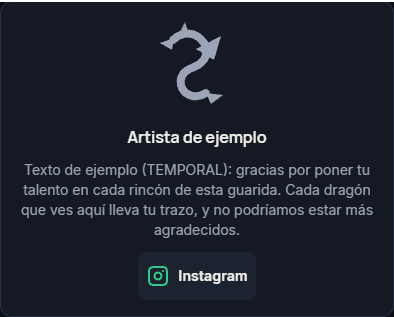 Artista de ejemplo
Texto de ejemplo (TEMPORAL): gracias por poner tu
talento en cada rincón de esta guarida. Cada dragón
que ves aquí lleva tu trazo, y no podríamos estar más
agradecidos.
Instagram